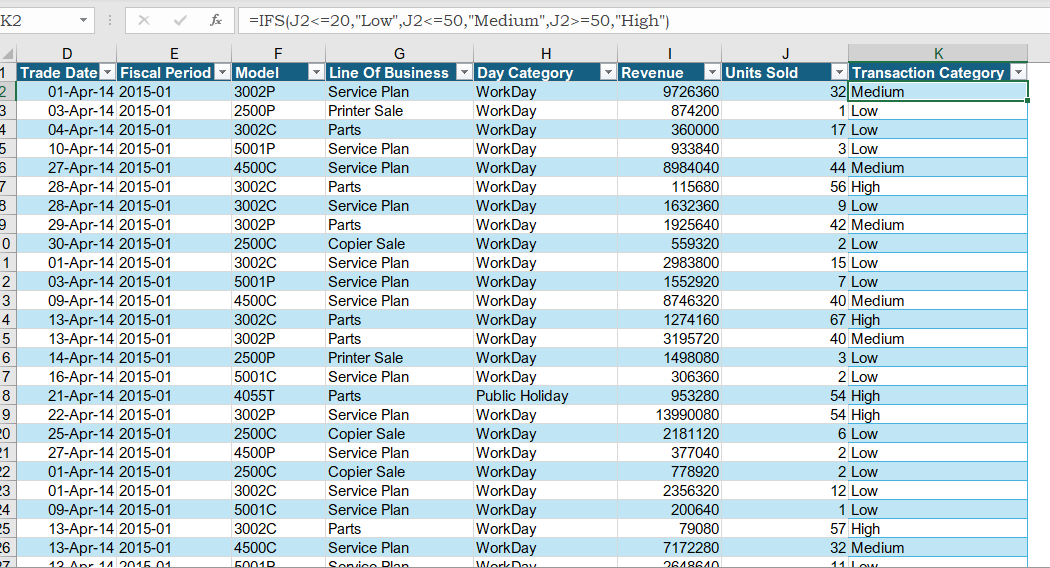 K2 fx =IFS(J2<=20,"Low",J2<=50,"Medium",J2>=50,"High")
D E F G H I J K
1 Trade Date Fiscal Period Model Line Of Business Day Category Revenue Units Sold Transaction Category
2 01-Apr-14 2015-01 3002P Service Plan WorkDay 9726360 32 Medium
3 03-Apr-14 2015-01 2500P Printer Sale WorkDay 874200 1 Low
4 04-Apr-14 2015-01 3002C Parts WorkDay 360000 17 Low
5 10-Apr-14 2015-01 5001P Service Plan WorkDay 933840 3 Low
6 27-Apr-14 2015-01 4500C Service Plan WorkDay 8984040 44 Medium
7 28-Apr-14 2015-01 3002C Parts WorkDay 115680 56 High
8 28-Apr-14 2015-01 3002C Service Plan WorkDay 1632360 9 Low
9 29-Apr-14 2015-01 3002P Parts WorkDay 1925640 42 Medium
0 30-Apr-14 2015-01 2500C Copier Sale WorkDay 559320 2 Low
1 01-Apr-14 2015-01 3002C Service Plan WorkDay 2983800 15 Low
2 03-Apr-14 2015-01 5001P Service Plan WorkDay 1552920 7 Low
3 09-Apr-14 2015-01 4500C Service Plan WorkDay 8746320 40 Medium
4 13-Apr-14 2015-01 3002C Parts WorkDay 1274160 67 High
5 13-Apr-14 2015-01 3002P Parts WorkDay 3195720 40 Medium
6 14-Apr-14 2015-01 2500P Printer Sale WorkDay 1498080 3 Low
7 16-Apr-14 2015-01 5001C Service Plan WorkDay 306360 2 Low
8 21-Apr-14 2015-01 4055T Parts Public Holiday 953280 54 High
9 22-Apr-14 2015-01 3002P Service Plan WorkDay 13990080 54 High
20 25-Apr-14 2015-01 2500C Copier Sale WorkDay 2181120 6 Low
21 27-Apr-14 2015-01 4500P Service Plan WorkDay 377040 2 Low
22 01-Apr-14 2015-01 2500C Copier Sale WorkDay 778920 2 Low
23 01-Apr-14 2015-01 3002C Service Plan WorkDay 2356320 12 Low
24 09-Apr-14 2015-01 5001C Service Plan WorkDay 200640 1 Low
25 13-Apr-14 2015-01 3002C Parts WorkDay 79080 57 High
26 13-Apr-14 2015-01 4500C Service Plan WorkDay 7172280 32 Medium
27 13-Apr-14 2015-01 5001P Service Plan WorkDay 2648640 11 Low